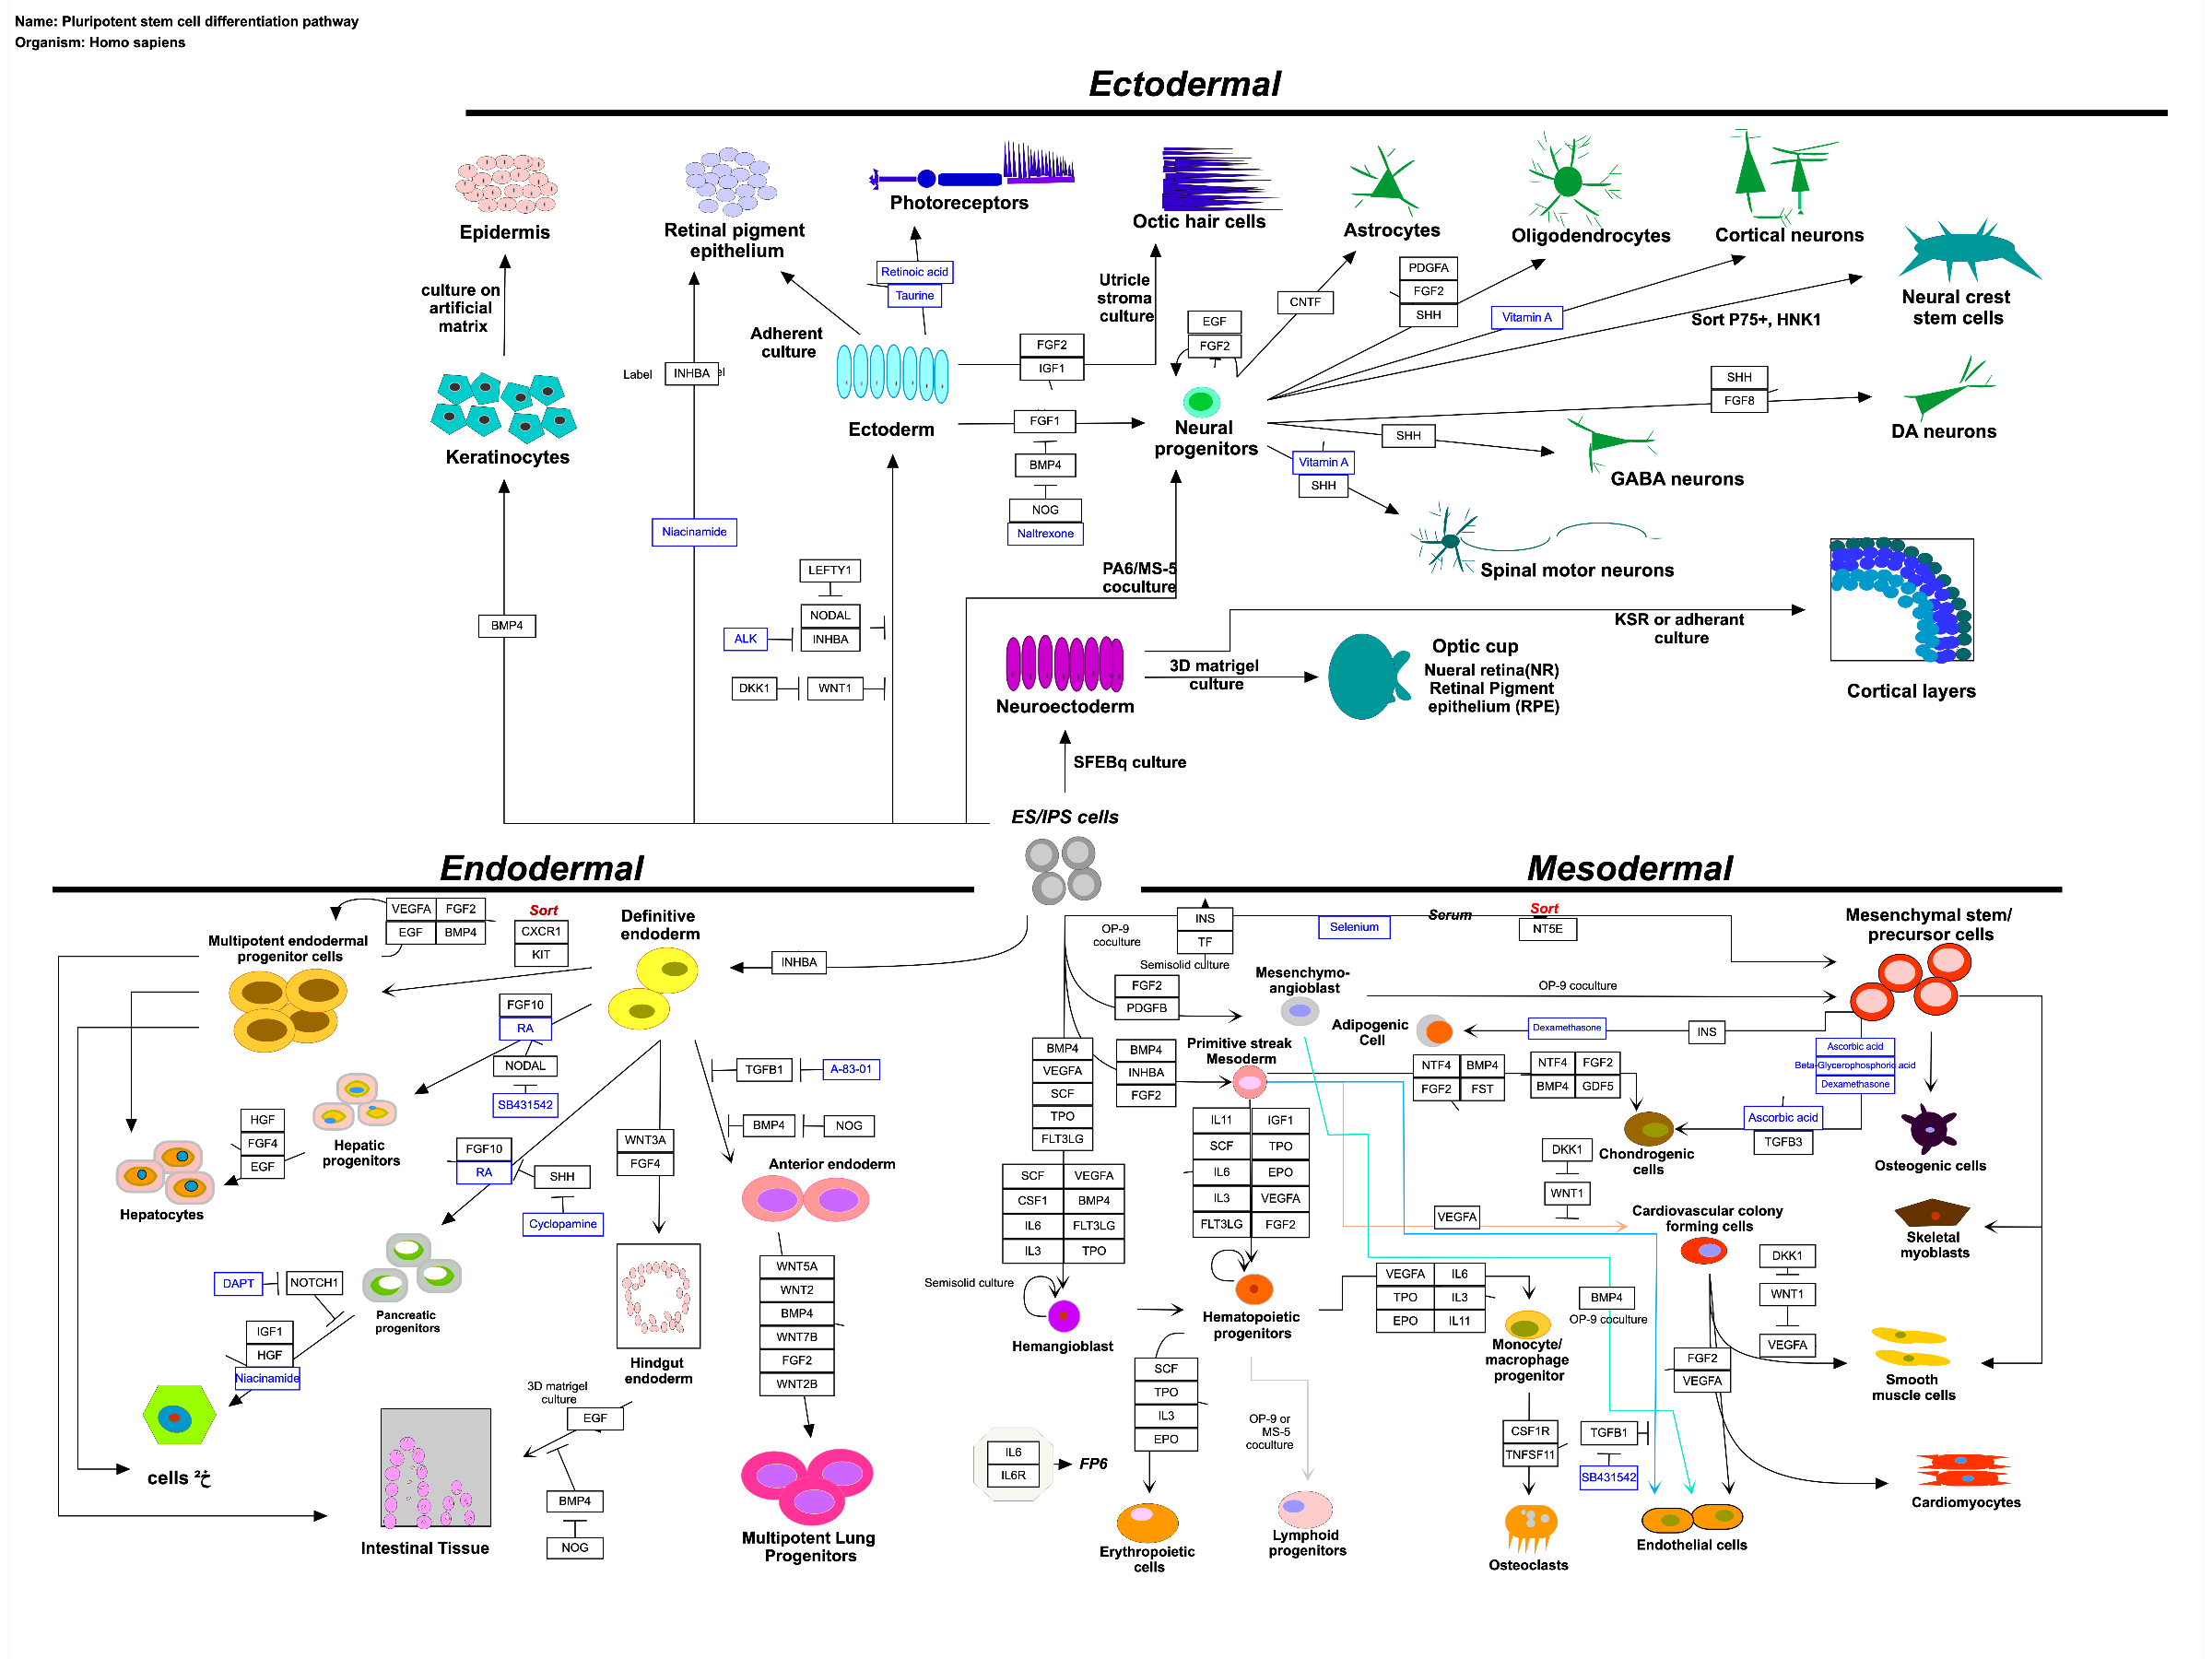 Name: Pluripotent stem cell differentiation pathway
Organism: Homo sapiens
Ectodermal
Epidermis
Retinal pigment
epithelium
Photoreceptors
Octic hair cells
Astrocytes
Oligodendrocytes
Cortical neurons
Neural crest
stem cells
culture on
artificial
matrix
Retinoic acid
Taurine
Adherent
culture
Utricle
stroma
culture
CNTF
PDGFA
FGF2
SHH
Vitamin A
Sort P75+, HNK1
EGF
FGF2
FGF2
IGF1
Label
INHBA
Keratinocytes
Ectoderm
FGF1
BMP4
NOG
Naltrexone
Neural
progenitors
SHH
FGF8
DA neurons
SHH
GABA neurons
Vitamin A
SHH
Spinal motor neurons
Niacinamide
BMP4
LEFTY1
NODAL
INHBA
ALK
DKK1
WNT1
PA6/MS-5
coculture
Neuroectoderm
3D matrigel
culture
Optic cup
Nueral retina(NR)
Retinal Pigment
epithelium (RPE)
KSR or adherant
culture
Cortical layers
SFEBq culture
ES/IPS cells
Endodermal
Mesodermal
VEGFA FGF2
EGF BMP4
Sort
CXCR1
KIT
Definitive
endoderm
Multipotent endodermal
progenitor cells
INHBA
FGF10
RA
NODAL
SB431542
Hepatic
progenitors
HGF
FGF4
EGF
Hepatocytes
FGF10
RA
SHH
Cyclopamine
WNT3A
FGF4
TGFB1
A-83-01
BMP4
NOG
Anterior endoderm
DAPT
NOTCH1
Pancreatic
progenitors
IGF1
HGF
Niacinamide
Hindgut
endoderm
WNT5A
WNT2
BMP4
WNT7B
FGF2
WNT2B
3D matrigel
culture
EGF
BMP4
NOG
Intestinal Tissue
Multipotent Lung
Progenitors
OP-9
coculture
INS
TF
Semisolid culture
Selenium
Serum
Sort
NT5E
Mesenchymal stem/
precursor cells
FGF2
PDGFB
Mesenchymo-
angioblast
OP-9 coculture
Adipogenic
Cell
Dexamethasone
INS
Ascorbic acid
Beta-Glycerophosphoric acid
Dexamethasone
BMP4
VEGFA
SCF
TPO
FLT3LG
BMP4
INHBA
FGF2
Primitive streak
Mesoderm
NTF4 BMP4
FGF2 FST
NTF4 FGF2
BMP4 GDF5
Ascorbic acid
TGFB3
Chondrogenic
cells
Osteogenic cells
SCF VEGFA
CSF1 BMP4
IL6 FLT3LG
IL3 TPO
IL11 IGF1
SCF TPO
IL6 EPO
IL3 VEGFA
FLT3LG FGF2
DKK1
WNT1
VEGFA
Cardiovascular colony
forming cells
Skeletal
myoblasts
DKK1
WNT1
VEGFA
Semisolid culture
Hemangioblast
Hematopoietic
progenitors
VEGFA IL6
TPO IL3
EPO IL11
Monocyte/
macrophage
progenitor
BMP4
OP-9 coculture
FGF2
VEGFA
Smooth
muscle cells
SCF
TPO
IL3
EPO
OP-9 or
MS-5
coculture
CSF1R
TNFSF11
TGFB1
SB431542
IL6
IL6R
FP6
Erythropoietic
cells
Lymphoid
progenitors
Osteoclasts
Endothelial cells
Cardiomyocytes